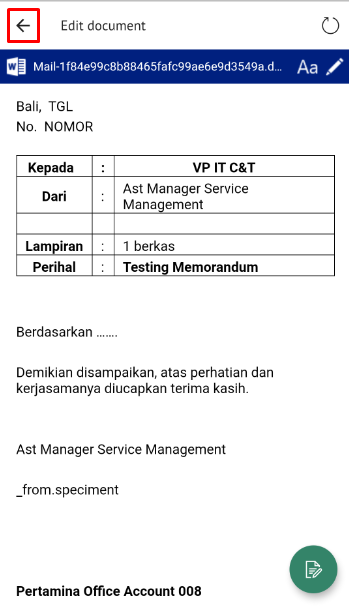 Edit document
Mail-1f84e99c8b88465fafc99ae6e9d3549a.d...
Aa
Bali, TGL
No. NOMOR
Kepada : VP IT C&T
Dari : Ast Manager Service
Management
Lampiran : 1 berkas
Perihal : Testing Memorandum
Berdasarkan .......
Demikian disampaikan, atas perhatian dan
kerjasamanya diucapkan terima kasih.
Ast Manager Service Management
_from.speciment
Pertamina Office Account 008